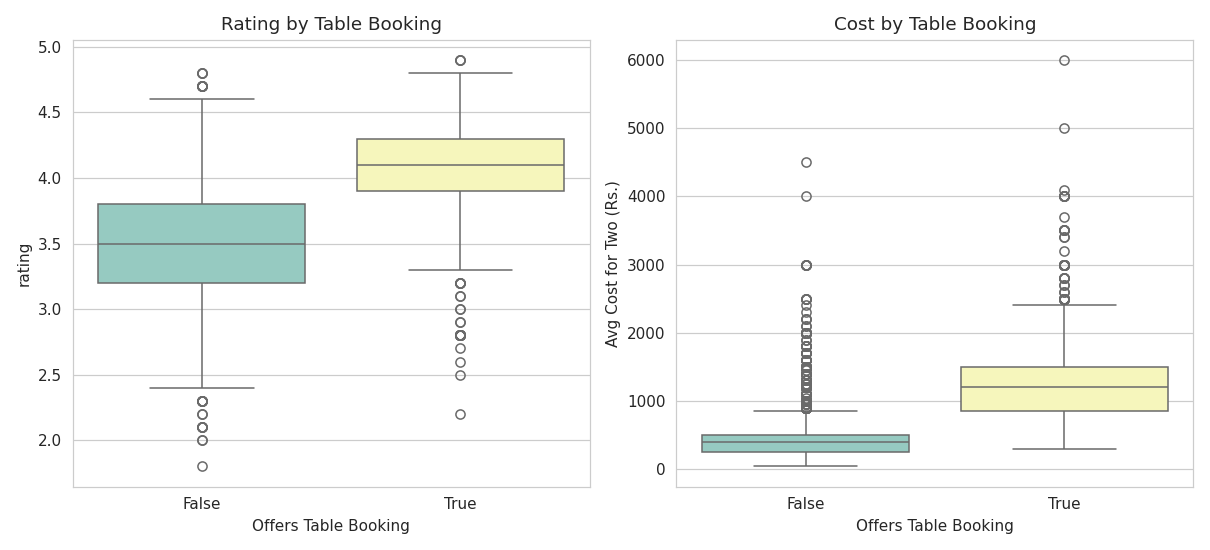 Rating by Table Booking
5.0
4.5
4.0
3.5
3.0
2.5
2.0
rating
False
True
Offers Table Booking
Cost by Table Booking
6000
5000
4000
3000
2000
1000
0
Avg Cost for Two (Rs.)
False
True
Offers Table Booking